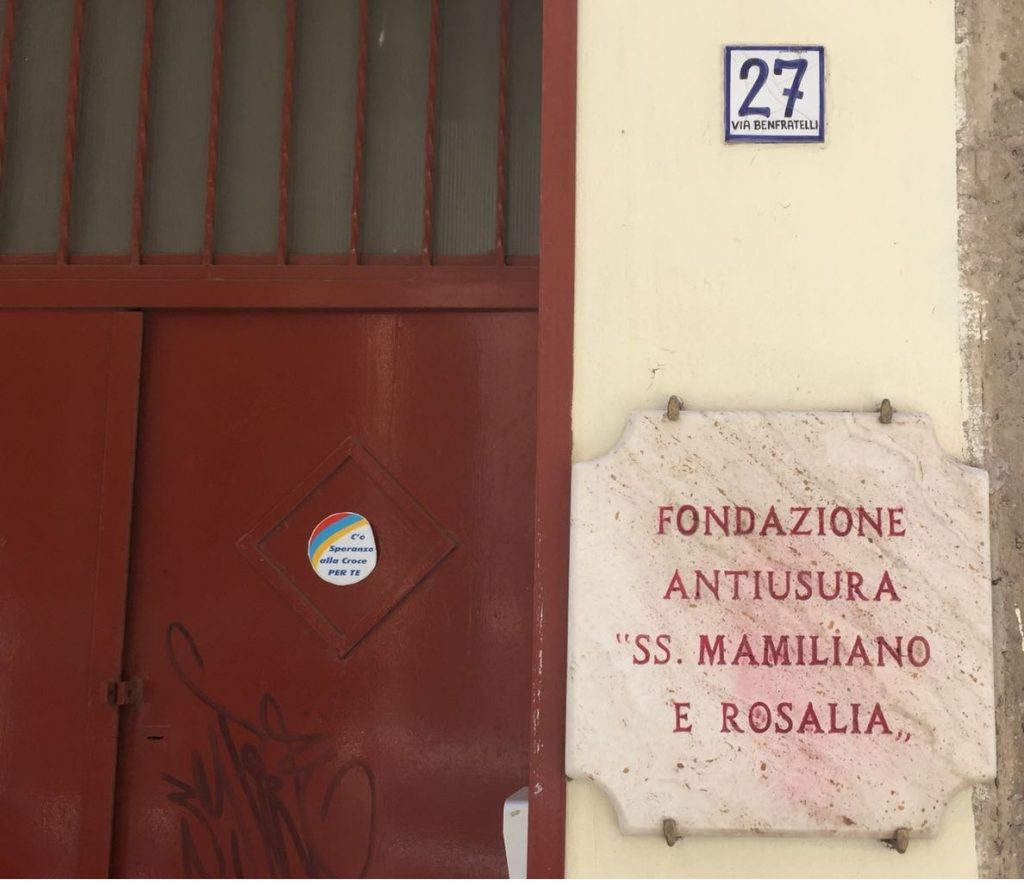 27
VIA BENFRATELLI
FONDAZIONE
ANTIUSURA
"SS. MAMILIANO
E ROSALIA„
C'è
Speranza
alla Croce
PER TE